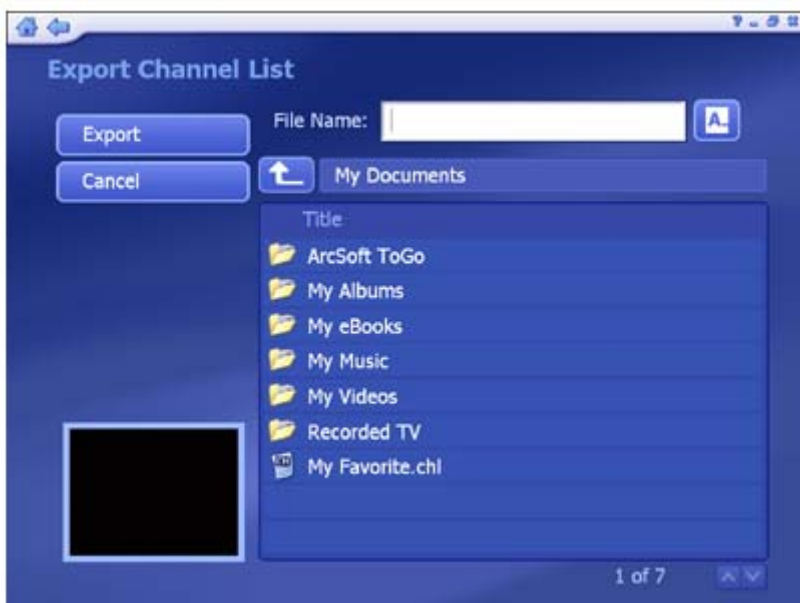 Export Channel List
Export
Cancel
File Name:
A..
My Documents
Title
ArcSoft ToGo
My Albums
My eBooks
My Music
My Videos
Recorded TV
My Favorite.chl
1 of 7